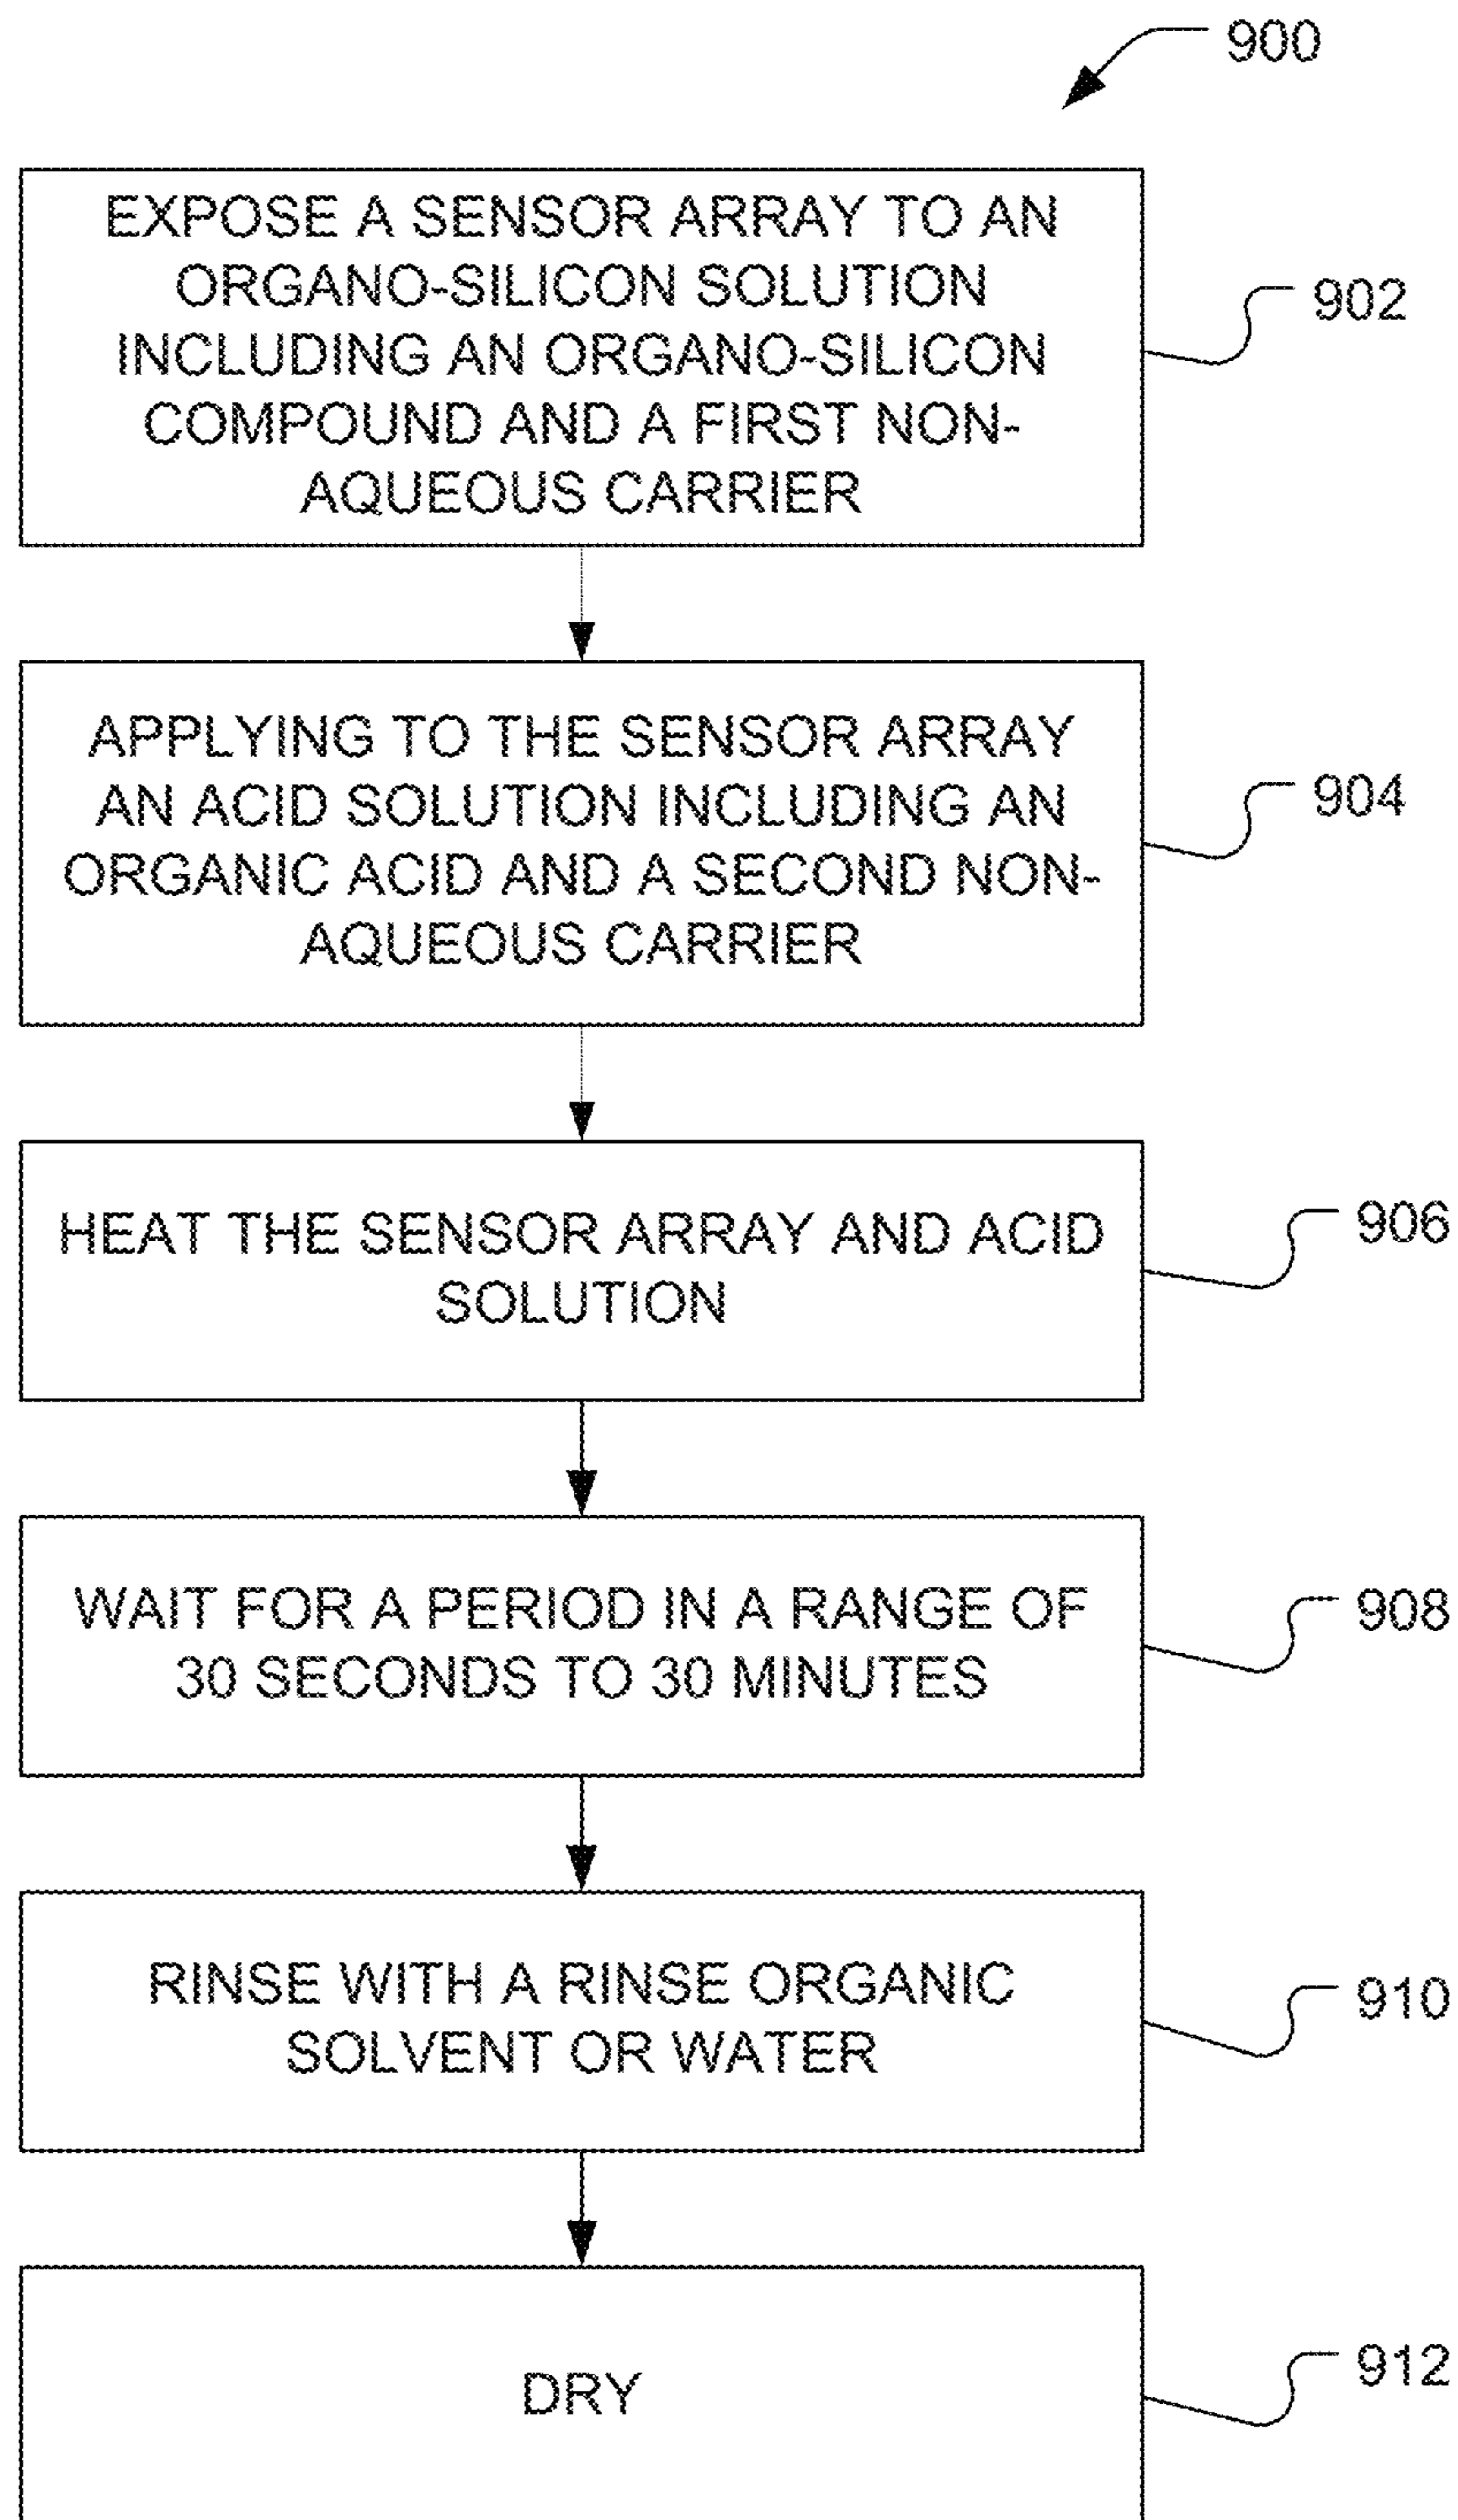 900
EXPOSE A SENSOR ARRAY TO AN
ORGANO-SILICON SOLUTION
INCLUDING AN ORGANO-SILICON
COMPOUND AND A FIRST NON-
AQUEOUS CARRIER
902
APPLYING TO THE SENSOR ARRAY
AN ACID SOLUTION INCLUDING AN
ORGANIC ACID AND A SECOND NON-
AQUEOUS CARRIER
904
HEAT THE SENSOR ARRAY AND ACID
SOLUTION
906
WAIT FOR A PERIOD IN A RANGE OF
30 SECONDS TO 30 MINUTES
908
RINSE WITH A RINSE ORGANIC
SOLVENT OR WATER
910
DRY
912